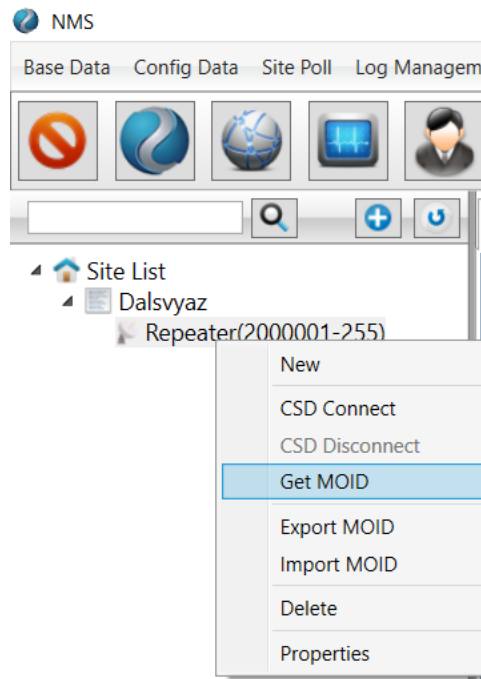 NMS
Base Data Config Data Site Poll Log Managem
Site List
Dalsvyaz
Repeater(2000001-255)
New
CSD Connect
CSD Disconnect
Get MOID
Export MOID
Import MOID
Delete
Properties